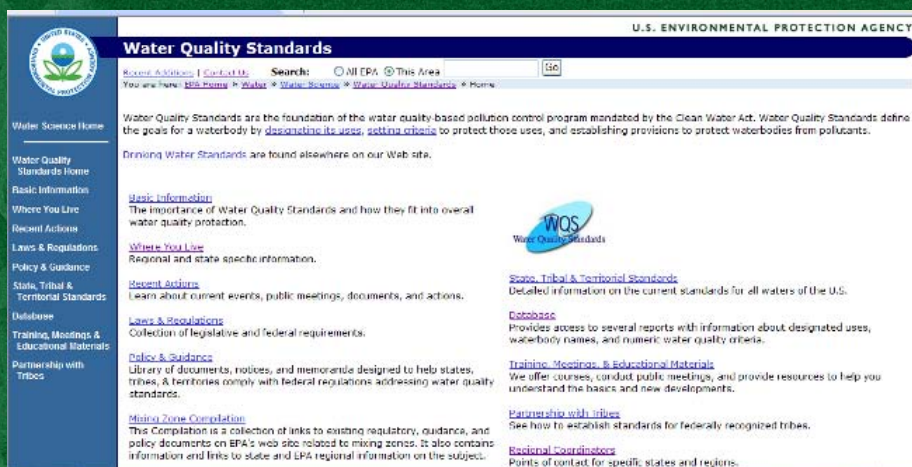 U.S. ENVIRONMENTAL PROTECTION AGENCY
Water Quality Standards
Recent Additions | Contact Us Search: All EPA This Area Go
You are here: EPA Home » Water » Water Science » Water Quality Standards » Home
Water Science Home
Water Quality
Standards Home
Basic Information
Where You Live
Recent Actions
Laws & Regulations
Policy & Guidance
State, Tribal &
Territorial Standards
Database
Training, Meetings &
Educational Materials
Partnership with
Tribes
Water Quality Standards are the foundation of the water quality-based pollution control program mandated by the Clean Water Act. Water Quality Standards define
the goals for a waterbody by designating its uses, setting criteria to protect those uses, and establishing provisions to protect waterbodies from pollutants.
Drinking Water Standards are found elsewhere on our Web site.
Basic Information
The importance of Water Quality Standards and how they fit into overall
water quality protection.
Where You Live
Regional and state specific information.
Recent Actions
Learn about current events, public meetings, documents, and actions.
Laws & Regulations
Collection of legislative and federal requirements.
Policy & Guidance
Library of documents, notices, and memoranda designed to help states,
tribes, & territories comply with federal regulations addressing water quality
standards.
Mixing Zone Compilation
This Compilation is a collection of links to existing regulatory, guidance, and
policy documents on EPA's web site related to mixing zones. It also contains
information and links to state and EPA regional information on the subject.
WQS
Water Quality Standards
State, Tribal & Territorial Standards
Detailed information on the current standards for all waters of the U.S.
Database
Provides access to several reports with information about designated uses,
waterbody names, and numeric water quality criteria.
Training, Meetings, & Educational Materials
We offer courses, conduct public meetings, and provide resources to help you
understand the basics and new developments.
Partnership with Tribes
See how to establish standards for federally recognized tribes.
Regional Coordinators
Points of contact for specific states and regions.